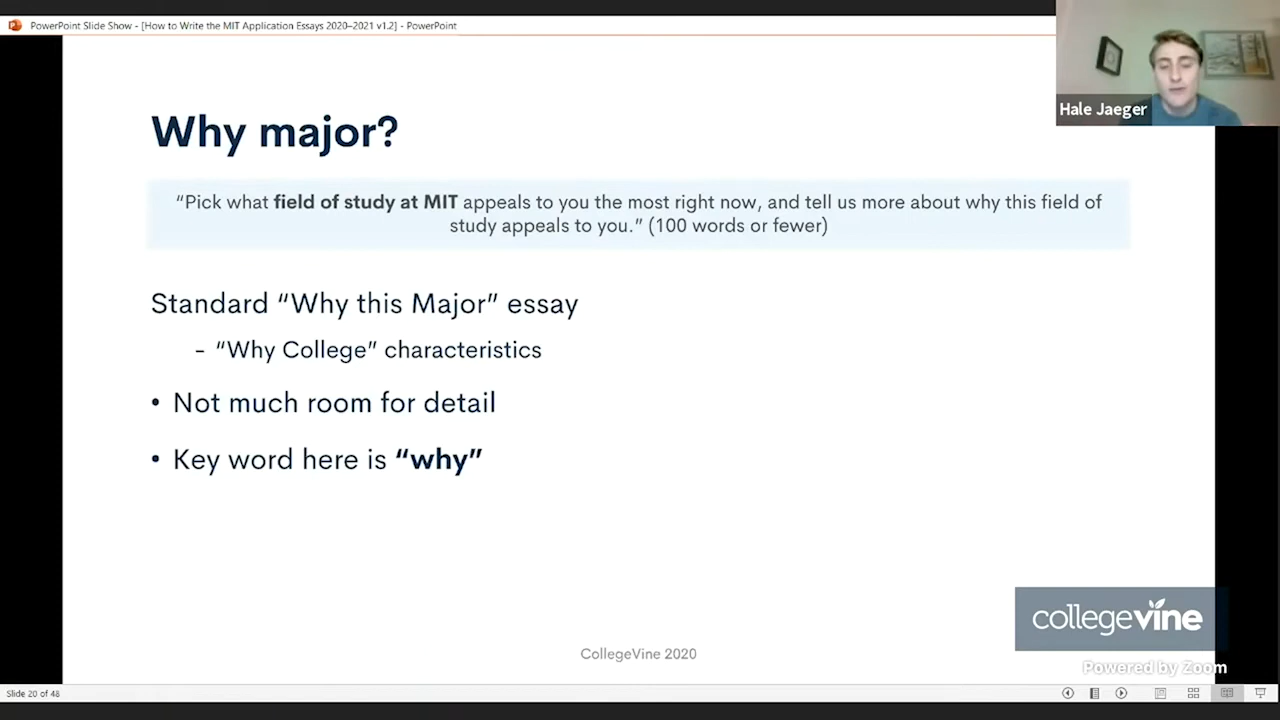 PowerPoint Slide Show - [How to Write the MIT Application Essays 2020–2021 v1.2] - PowerPoint
Hale Jaeger
Why major?
“Pick what field of study at MIT appeals to you the most right now, and tell us more about why this field of
study appeals to you.” (100 words or fewer)
Standard “Why this Major” essay
- “Why College” characteristics
• Not much room for detail
• Key word here is “why”
collegevine
CollegeVine 2020
Powered by Zoom
Slide 20 of 48